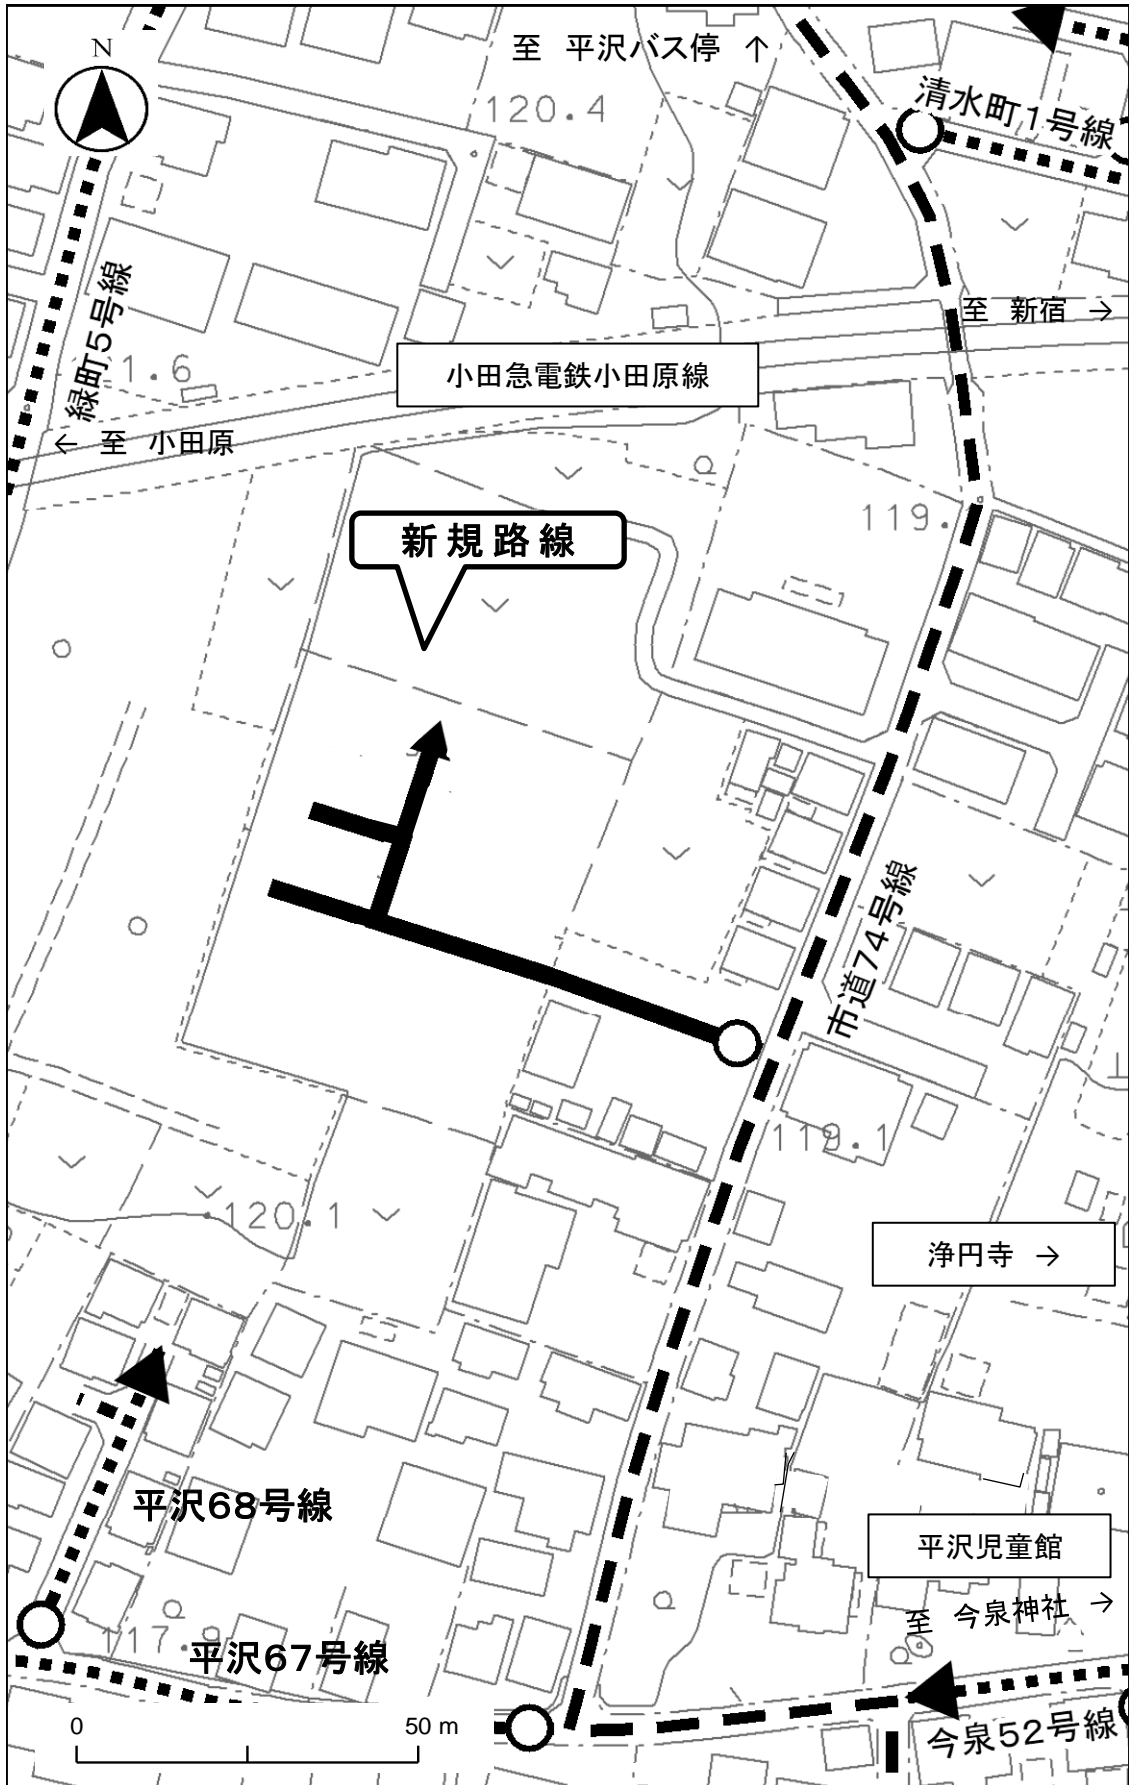 N
至 平沢バス停 ↑
120.4
清水町1号線
緑町5号線
至 新宿 →
小田急電鉄小田原線
1.6
← 至 小田原
119.
新規路線
市道74号線
119.1
120.1
浄円寺 →
平沢68号線
平沢児童館
至 今泉神社 →
117.9
平沢67号線
今泉52号線
0 50 m